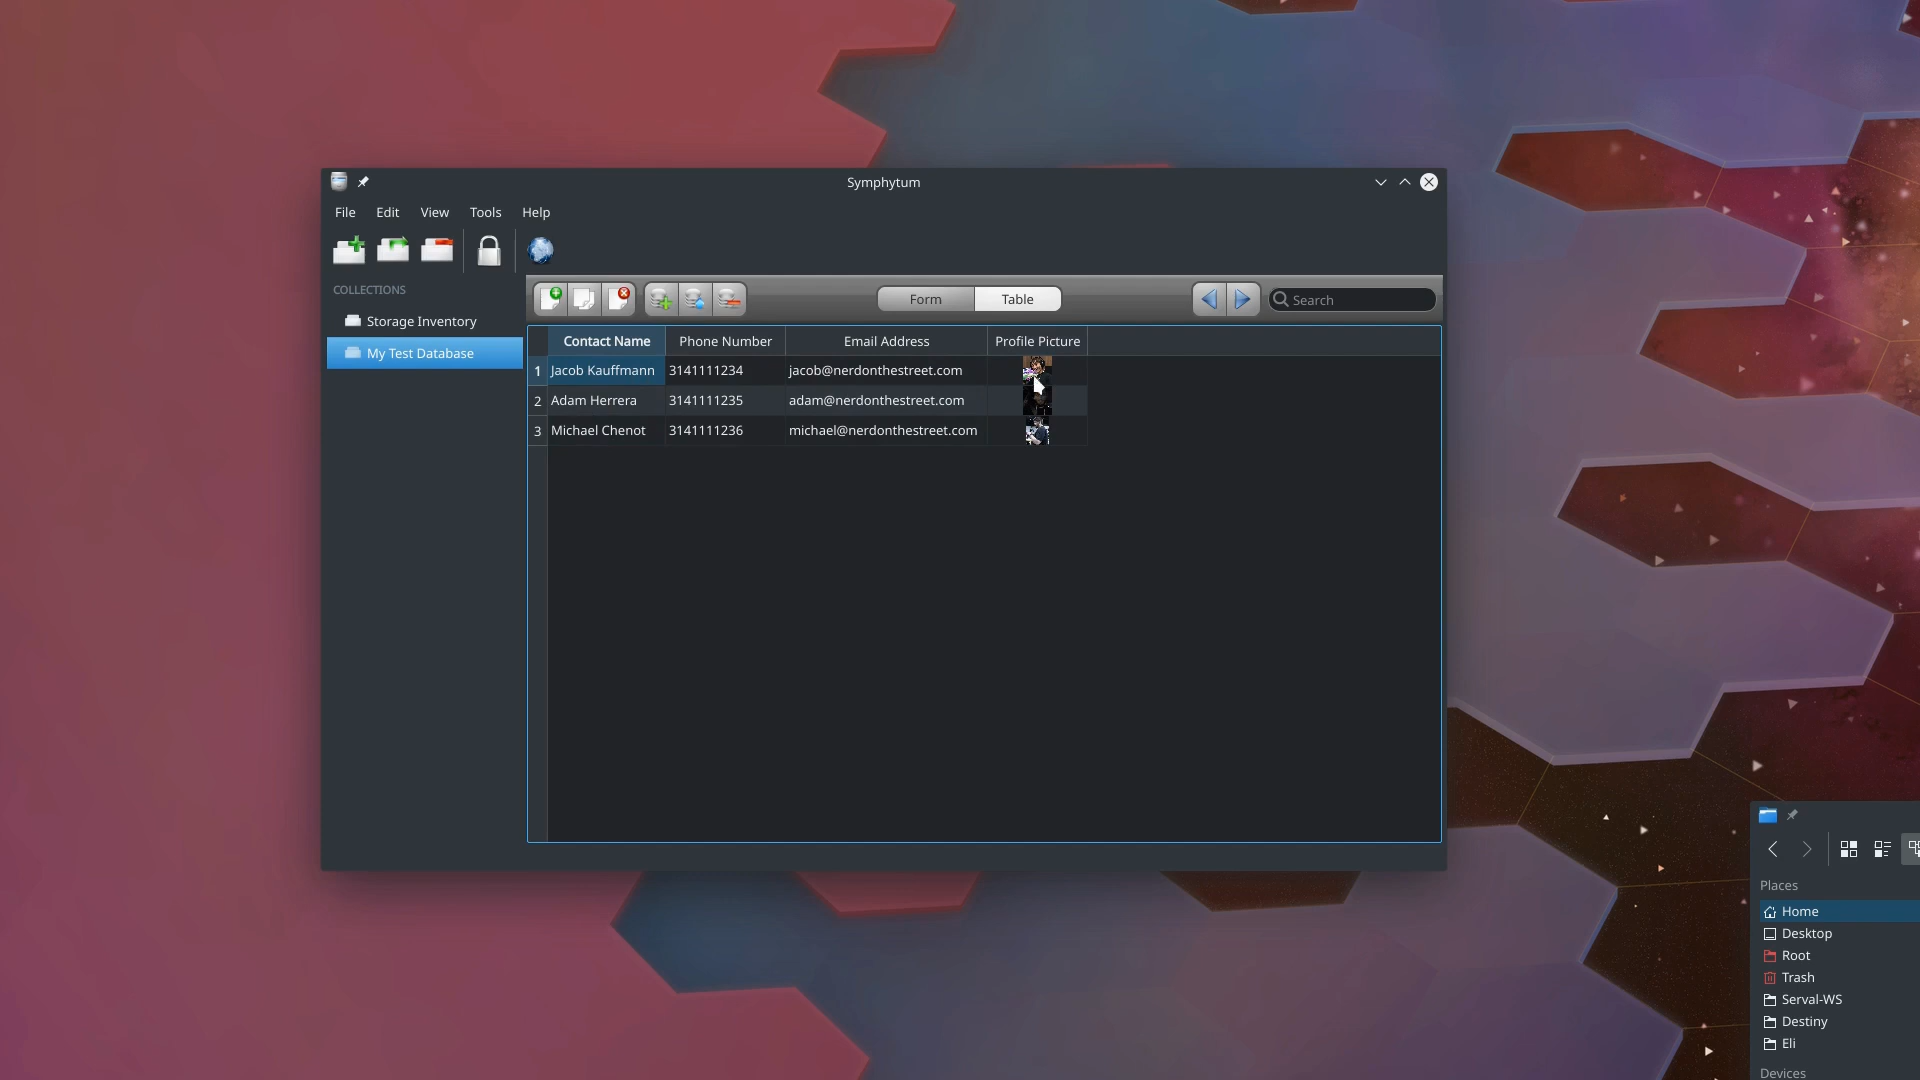 Symphytum
File Edit View Tools Help
COLLECTIONS
Storage Inventory
My Test Database
Form Table
Search
Contact Name Phone Number Email Address Profile Picture
1 Jacob Kauffmann 3141111234 jacob@nerdonthestreet.com
2 Adam Herrera 3141111235 adam@nerdonthestreet.com
3 Michael Chenot 3141111236 michael@nerdonthestreet.com
Places
Home
Desktop
Root
Trash
Serval-WS
Destiny
Eli
Devices